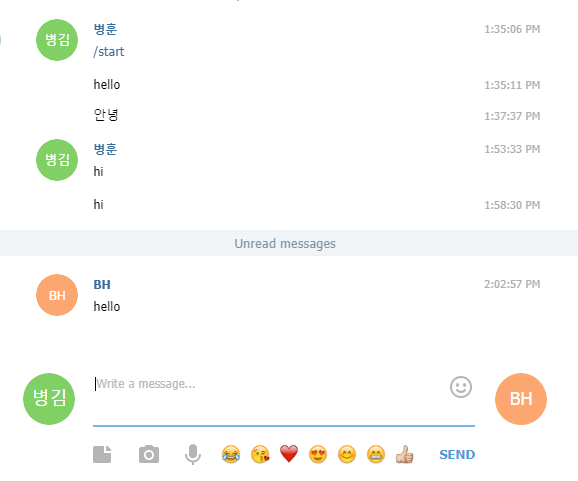 병훈 1:35:06 PM
병김
/start
hello 1:35:11 PM
안녕 1:37:37 PM
병훈 1:53:33 PM
병김
hi
hi 1:58:30 PM
Unread messages
BH 2:02:57 PM
BH
hello
Write a message...
병김
BH
SEND